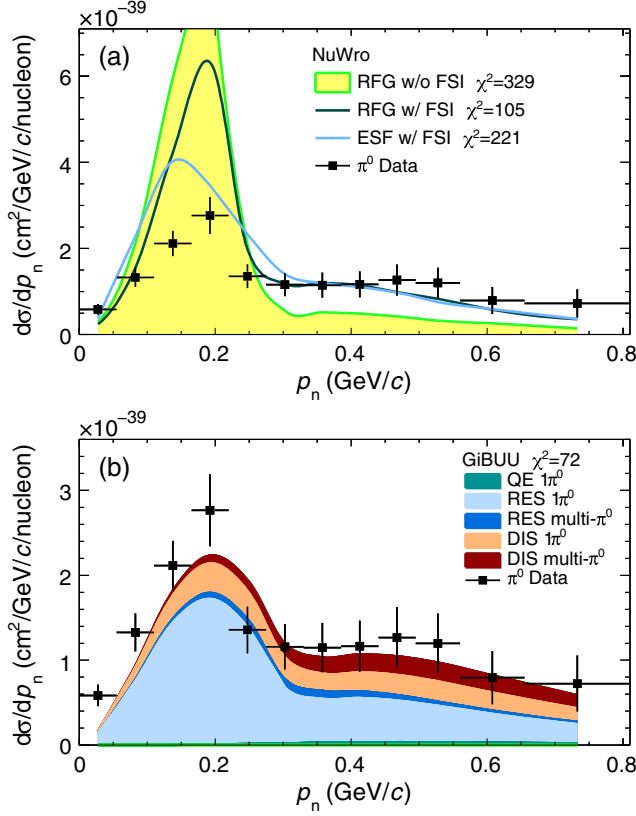 ×10⁻³⁹
(a)
NuWro
RFG w/o FSI χ²=329
RFG w/ FSI χ²=105
ESF w/ FSI χ²=221
π⁰ Data
6
4
2
0
dσ/dpₙ (cm²/GeV/c/nucleon)
0 0.2 0.4 0.6 0.8
pₙ (GeV/c)
×10⁻³⁹
(b)
GiBUU χ²=72
QE 1π⁰
RES 1π⁰
RES multi-π⁰
DIS 1π⁰
DIS multi-π⁰
π⁰ Data
3
2
1
0
dσ/dpₙ (cm²/GeV/c/nucleon)
0 0.2 0.4 0.6 0.8
pₙ (GeV/c)